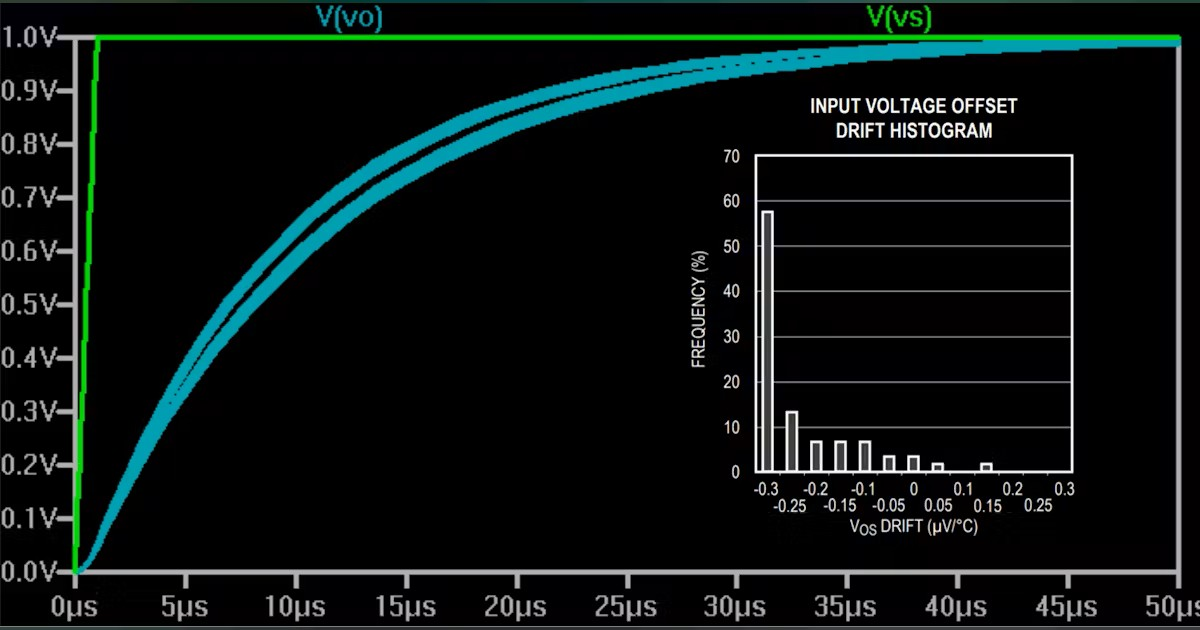 V(vo) V(vs)
1.0V
0.9V
0.8V
0.7V
0.6V
0.5V
0.4V
0.3V
0.2V
0.1V
0.0V
0µs 5µs 10µs 15µs 20µs 25µs 30µs 35µs 40µs 45µs 50µs
INPUT VOLTAGE OFFSET
DRIFT HISTOGRAM
FREQUENCY (%)
70
60
50
40
30
20
10
0
-0.3 -0.2 -0.1 0 0.1 0.2 0.3
-0.25 -0.15 -0.05 0.05 0.15 0.25
VOS DRIFT (µV/°C)